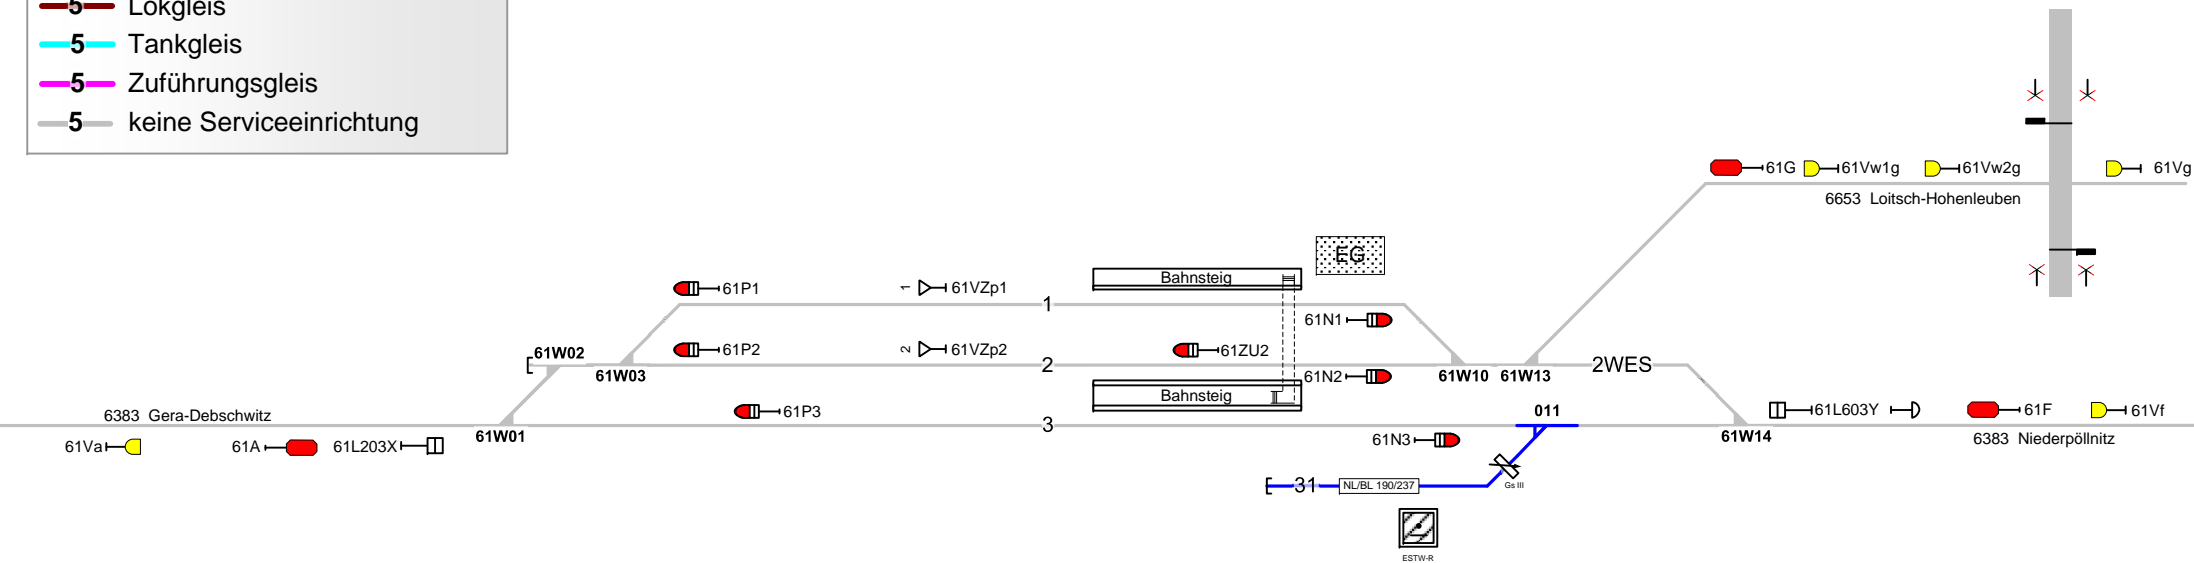 5 Lokgleis
5 Tankgleis
5 Zuführungsgleis
5 keine Serviceeinrichtung
61G 61Vw1g 61Vw2g 61Vg
6653 Loitsch-Hohenleuben
EG
61P1 1 61VZp1 Bahnsteig
1
61N1
61W02 61P2 2 61VZp2 61ZU2
61W03 2 61N2 61W10 61W13 2WES
Bahnsteig
6383 Gera-Debschwitz 61P3 011 61L603Y 61F 61Vf
61W01 3 61W14
61Va 61A 61L203X 61N3 6383 Niederpöllnitz
31 NL/BL 190/237 Gs III
ESTW-R